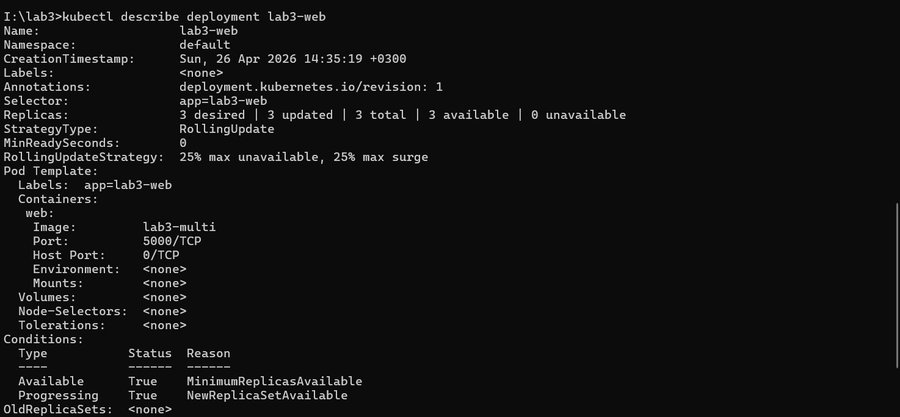 I:\lab3>kubectl describe deployment lab3-web
Name:                   lab3-web
Namespace:              default
CreationTimestamp:      Sun, 26 Apr 2026 14:35:19 +0300
Labels:                 <none>
Annotations:            deployment.kubernetes.io/revision: 1
Selector:               app=lab3-web
Replicas:               3 desired | 3 updated | 3 total | 3 available | 0 unavailable
StrategyType:           RollingUpdate
MinReadySeconds:        0
RollingUpdateStrategy:  25% max unavailable, 25% max surge
Pod Template:
  Labels:  app=lab3-web
  Containers:
   web:
    Image:         lab3-multi
    Port:          5000/TCP
    Host Port:     0/TCP
    Environment:   <none>
    Mounts:        <none>
  Volumes:         <none>
  Node-Selectors:  <none>
  Tolerations:     <none>
Conditions:
  Type           Status  Reason
  ----           ------  ------
  Available      True    MinimumReplicasAvailable
  Progressing    True    NewReplicaSetAvailable
OldReplicaSets:  <none>